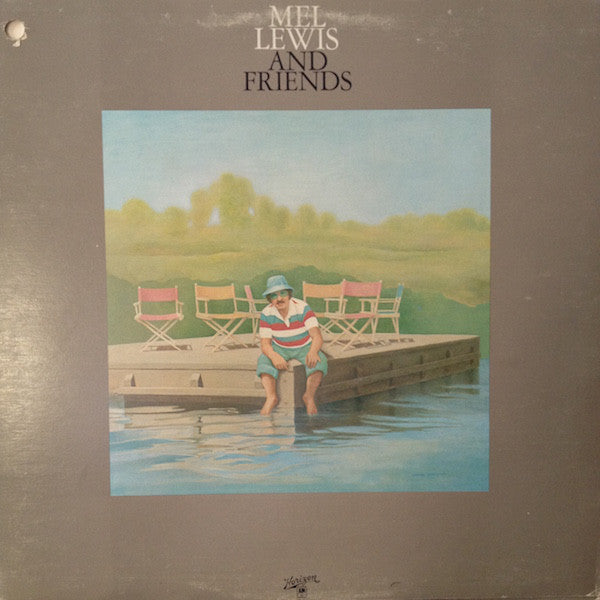 MEL
LEWIS
AND
FRIENDS
Horizon
A&M